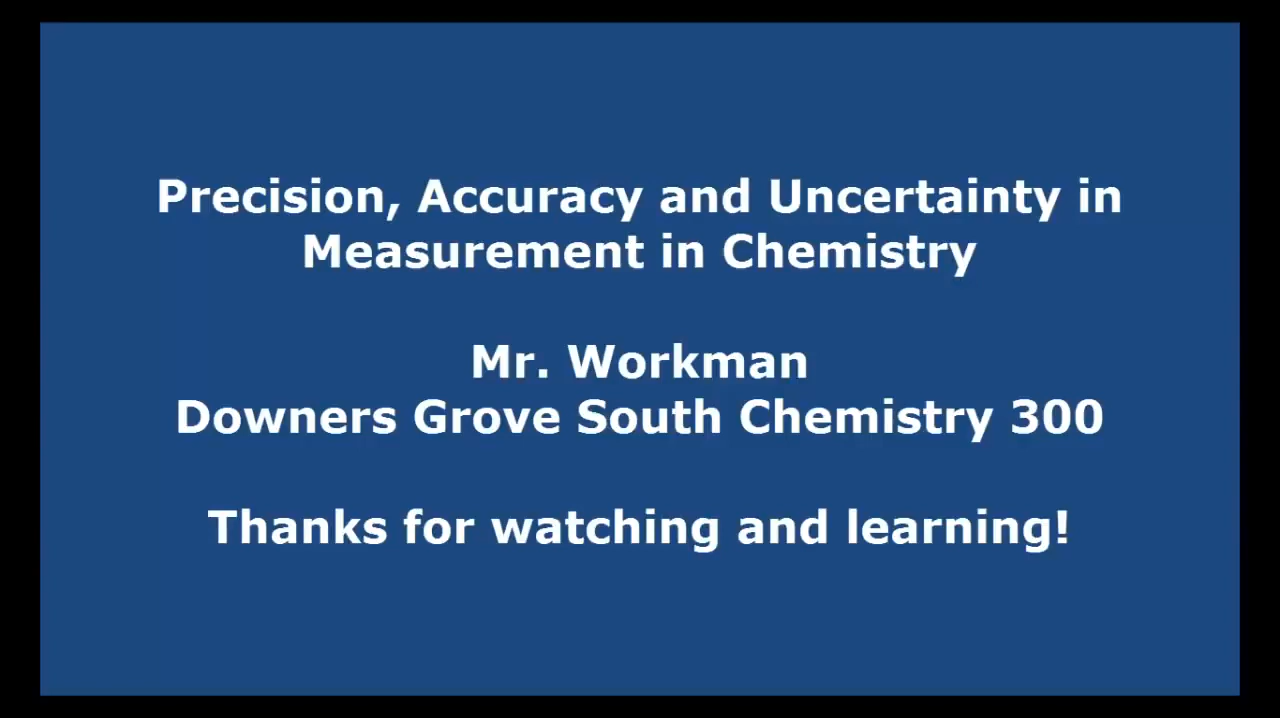 Precision, Accuracy and Uncertainty in
Measurement in Chemistry
Mr. Workman
Downers Grove South Chemistry 300
Thanks for watching and learning!